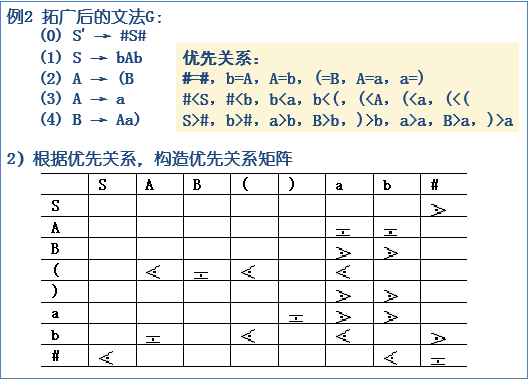 例2 拓广后的文法G:
(0) S' → #S#
(1) S → bAb
(2) A → (B
(3) A → a
(4) B → Aa)
优先关系:
#=#, b=A, A=b, (=B, A=a, a=)
#<S, #<b, b<a, b<(, (<A, (<a, (<(
S>#, b>#, a>b, B>b, )>b, a>a, B>a, )>a
2) 根据优先关系, 构造优先关系矩阵
S A B ( ) a b #
S ⋗
A ≐ ≐
B ⋗ ⋗
( ⋖ ≐ ⋖ ⋖
) ⋗ ⋗
a ≐ ⋗ ⋗
b ≐ ⋖ ⋖ ⋗
# ⋖ ⋖ ≐